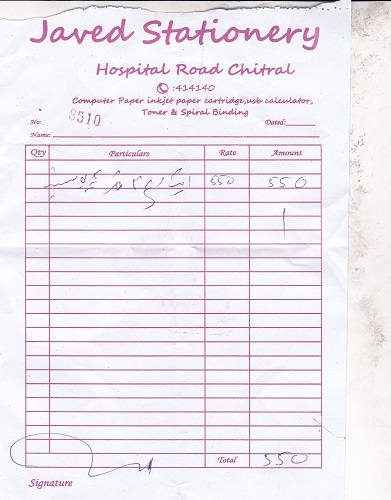 Javed Stationery
Hospital Road Chitral
:414140
Computer Paper inkjet paper cartridge,usb calculator,
Toner & Spiral Binding
No: 8510 Dated:
Name:
Qty Particulars Rate Amount
550 550
Total 550
Signature